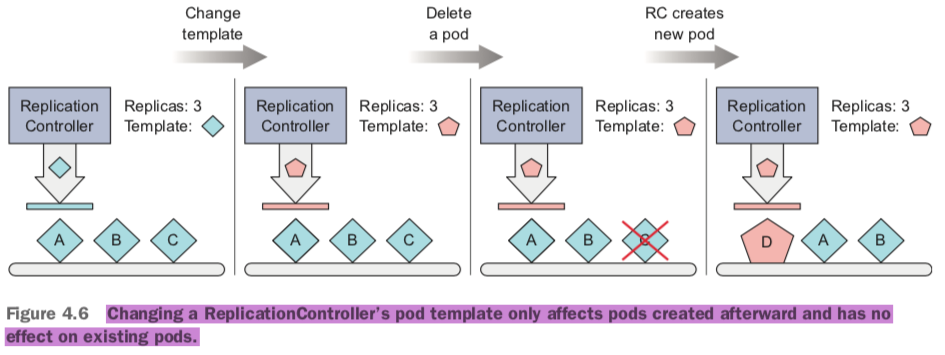 Change
template
Delete
a pod
RC creates
new pod
Replication
Controller
Replicas: 3
Template:
A
B
C
Replication
Controller
Replicas: 3
Template:
A
B
C
Replication
Controller
Replicas: 3
Template:
A
B
C
Replication
Controller
Replicas: 3
Template:
D
A
B
Figure 4.6 Changing a ReplicationController's pod template only affects pods created afterward and has no
effect on existing pods.